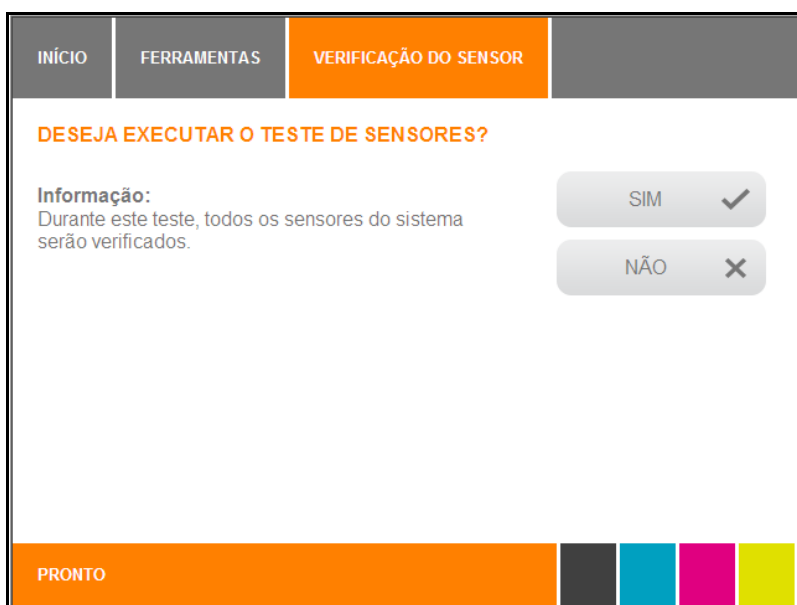 INÍCIO
FERRAMENTAS
VERIFICAÇÃO DO SENSOR
DESEJA EXECUTAR O TESTE DE SENSORES?
Informação:
Durante este teste, todos os sensores do sistema
serão verificados.
SIM
NÃO
PRONTO